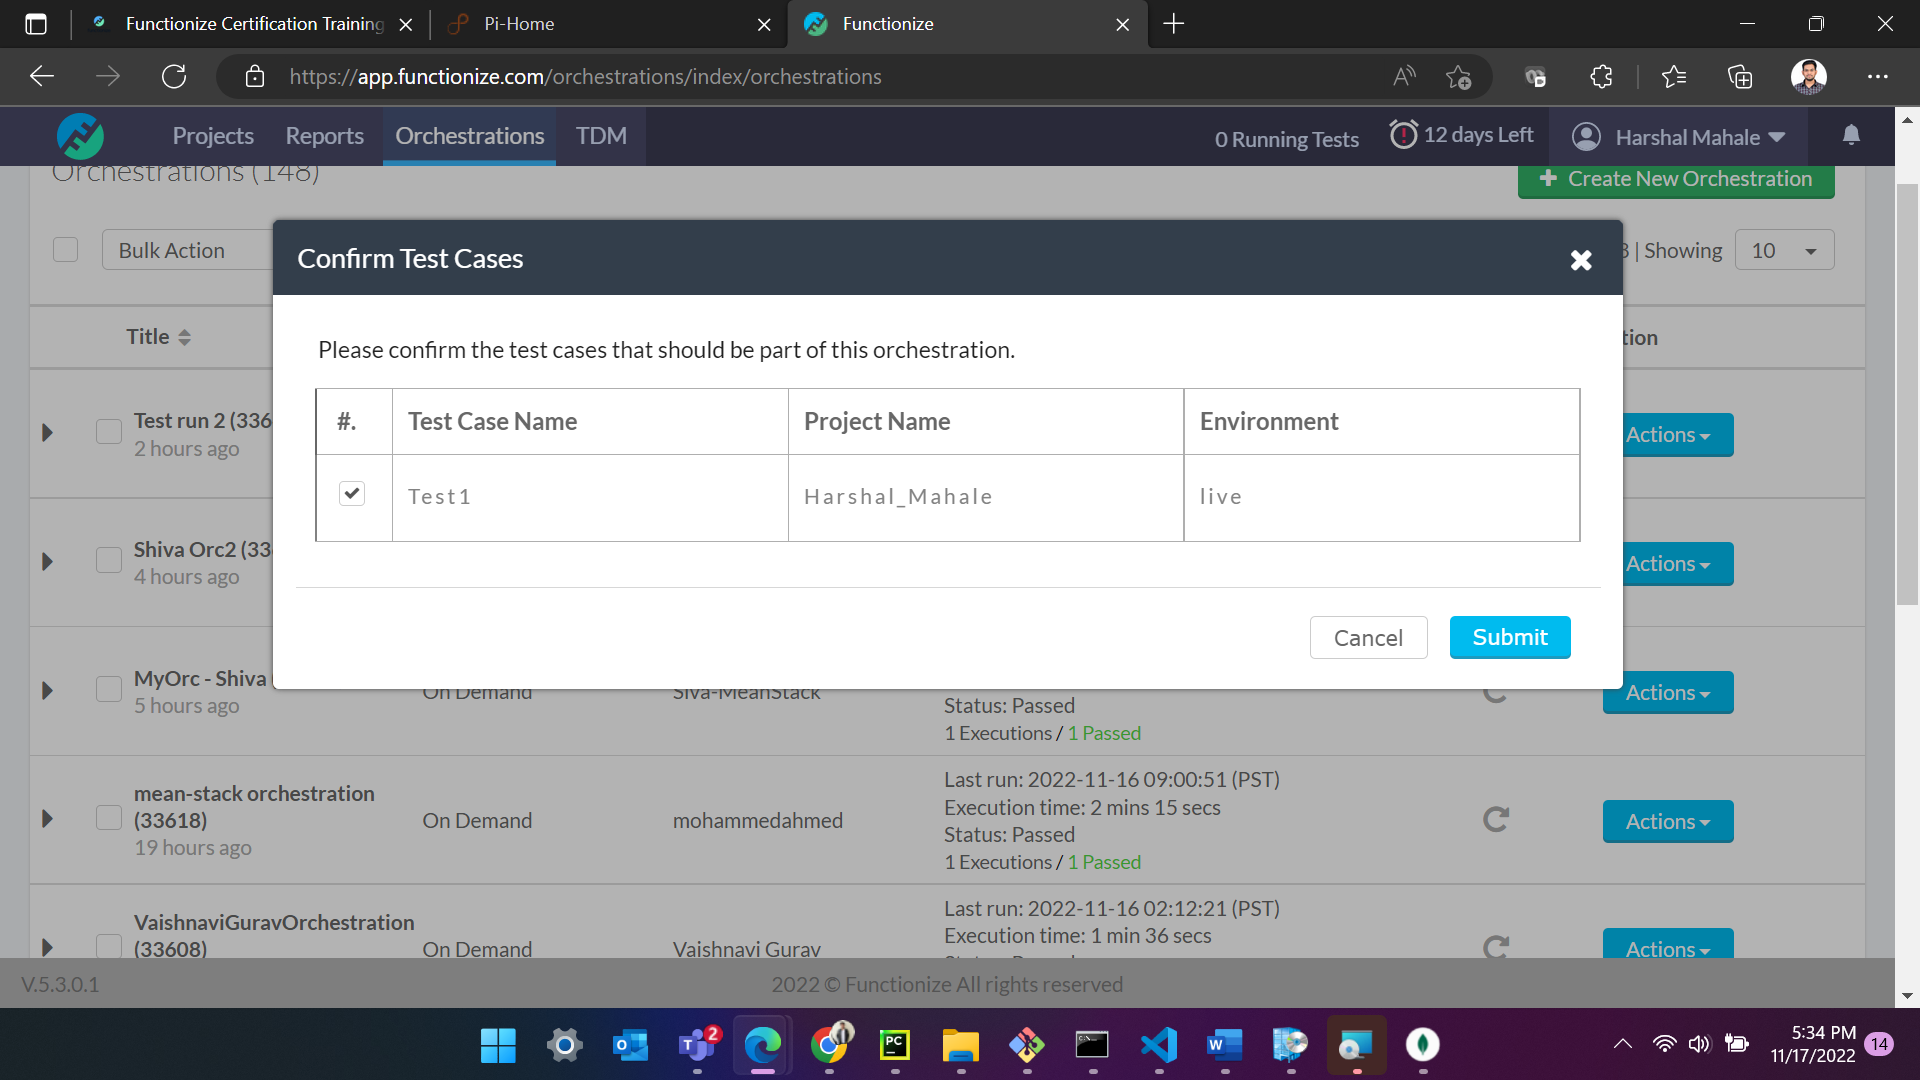 Functionize Certification Training
Pi-Home
Functionize
https://app.functionize.com/orchestrations/index/orchestrations
Projects
Reports
Orchestrations
TDM
0 Running Tests
12 days Left
Harshal Mahale
Orchestrations (148)
Create New Orchestration
Bulk Action
| Showing
10
Confirm Test Cases
Please confirm the test cases that should be part of this orchestration.
#. Test Case Name Project Name Environment
Test1 Harshal_Mahale live
Cancel
Submit
Title
tion
Test run 2 (336
2 hours ago
Actions
Shiva Orc2 (33
4 hours ago
Actions
MyOrc - Shiva
5 hours ago
On Demand
Siva-MeanStack
Status: Passed
1 Executions / 1 Passed
Actions
mean-stack orchestration
(33618)
19 hours ago
On Demand
mohammedahmed
Last run: 2022-11-16 09:00:51 (PST)
Execution time: 2 mins 15 secs
Status: Passed
1 Executions / 1 Passed
Actions
VaishnaviGuravOrchestration
(33608)
On Demand
Vaishnavi Gurav
Last run: 2022-11-16 02:12:21 (PST)
Execution time: 1 min 36 secs
Actions
V.5.3.0.1
2022 © Functionize All rights reserved
2
PC
5:34 PM
11/17/2022
14